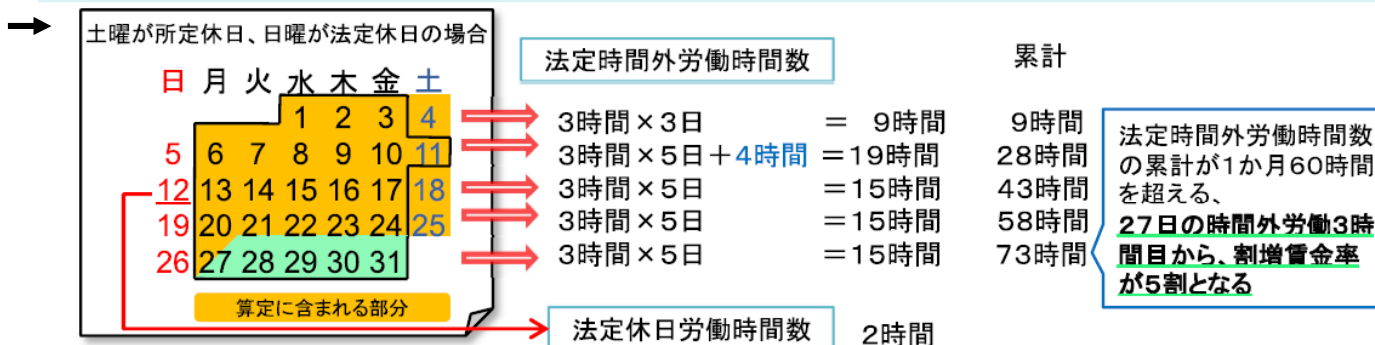 土曜が所定休日、日曜が法定休日の場合
日 月 火 水 木 金 土
1 2 3 4
5 6 7 8 9 10 11
12 13 14 15 16 17 18
19 20 21 22 23 24 25
26 27 28 29 30 31
算定に含まれる部分
法定時間外労働時間数
累計
3時間×3日 = 9時間 9時間
3時間×5日+4時間 =19時間 28時間
3時間×5日 =15時間 43時間
3時間×5日 =15時間 58時間
3時間×5日 =15時間 73時間
法定時間外労働時間数
の累計が1か月60時間
を超える、
27日の時間外労働3時
間目から、割増賃金率
が5割となる
法定休日労働時間数 2時間